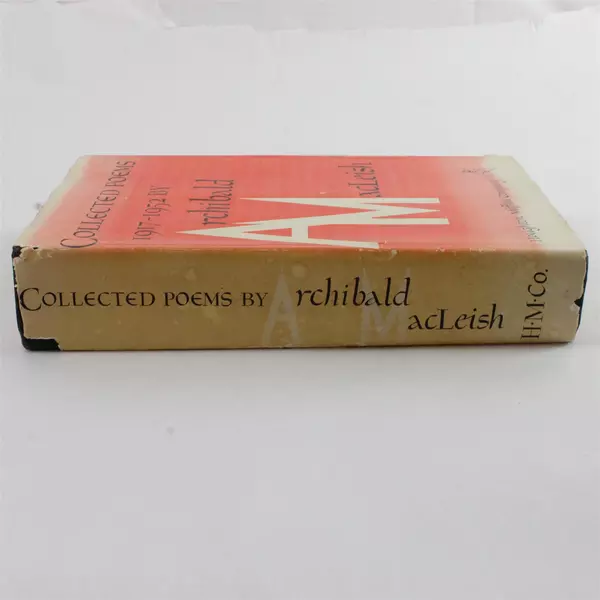 COLLECTED POEMS
1917-1952 BY
Archibald
MacLeish
COLLECTED POEMS BY Archibald
MacLeish
H·M·Co.